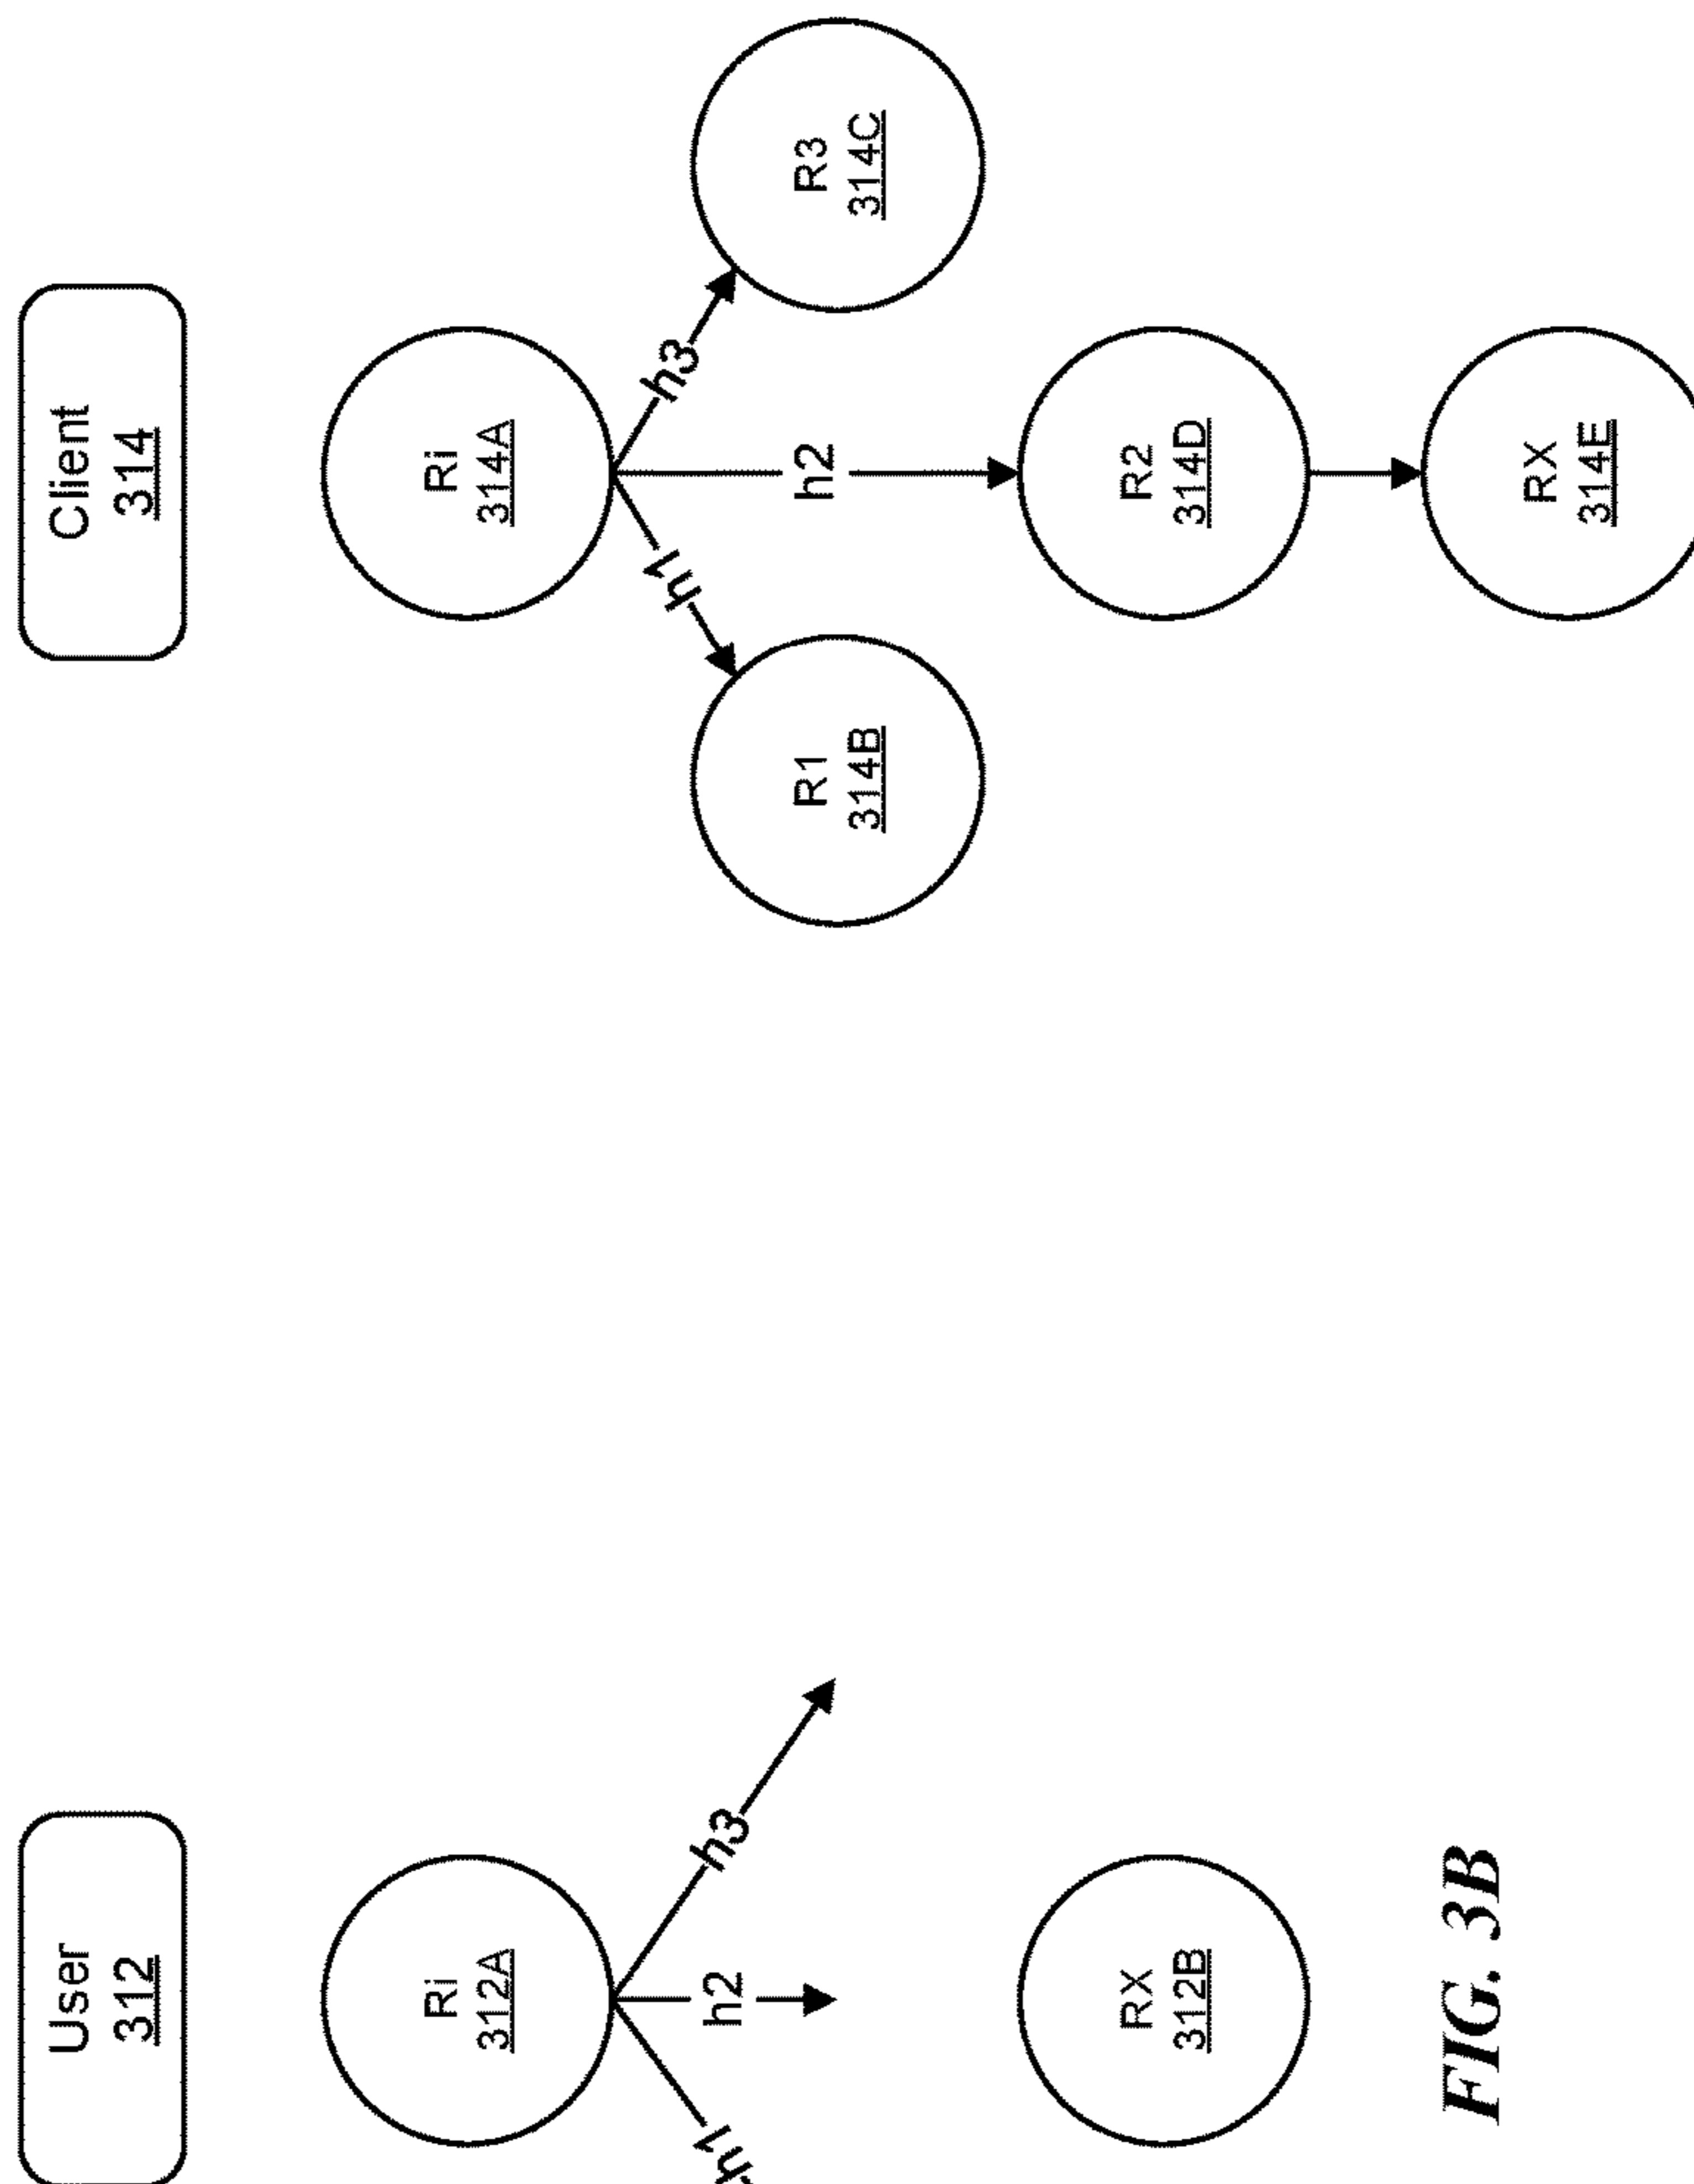 User
312
Client
314
Ri
312A
Ri
314A
h1
h2
h3
h1
h3
h2
R1
314B
R3
314C
RX
312B
R2
314D
FIG. 3B
RX
314E